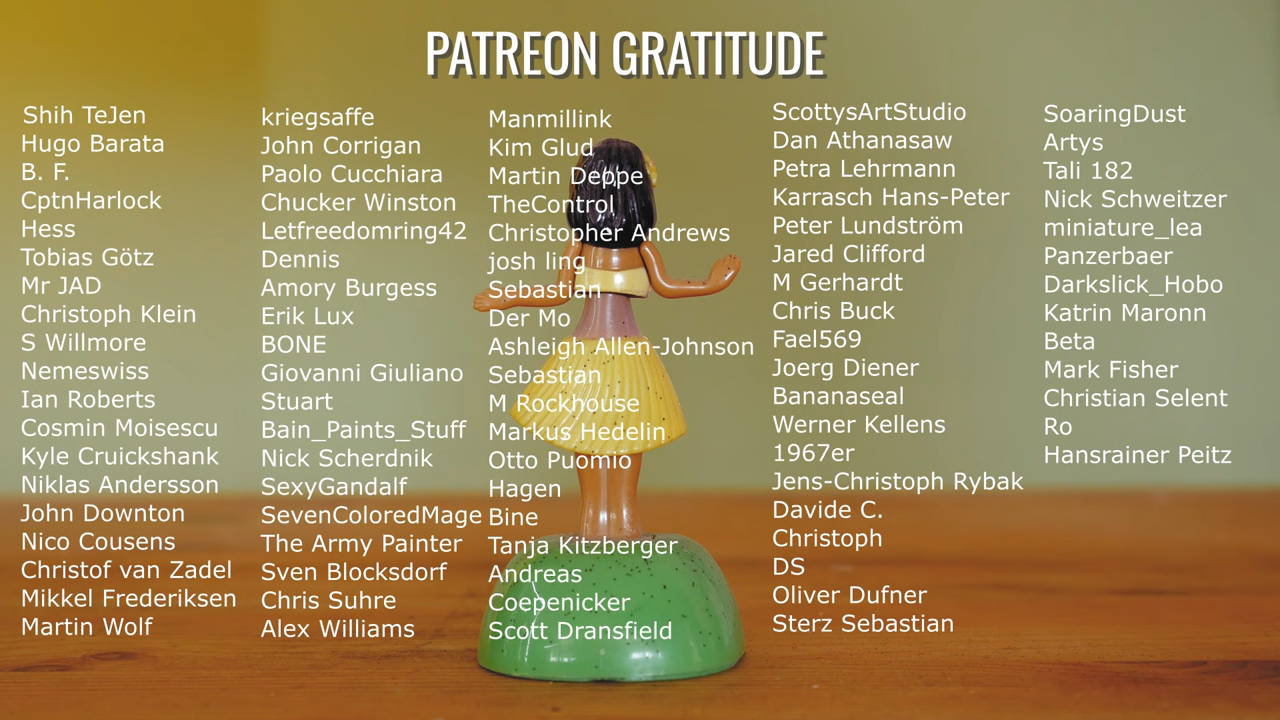 PATREON GRATITUDE
Shih TeJen
Hugo Barata
B. F.
CptnHarlock
Hess
Tobias Götz
Mr JAD
Christoph Klein
S Willmore
Nemeswiss
Ian Roberts
Cosmin Moisescu
Kyle Cruickshank
Niklas Andersson
John Downton
Nico Cousens
Christof van Zadel
Mikkel Frederiksen
Martin Wolf
kriegsaffe
John Corrigan
Paolo Cucchiara
Chucker Winston
Letfreedomring42
Dennis
Amory Burgess
Erik Lux
BONE
Giovanni Giuliano
Stuart
Bain_Paints_Stuff
Nick Scherdnik
SexyGandalf
SevenColoredMage
The Army Painter
Sven Blocksdorf
Chris Suhre
Alex Williams
Manmillink
Kim Glud
Martin Deppe
TheControl
Christopher Andrews
josh ling
Sebastian
Der Mo
Ashleigh Allen-Johnson
Sebastian
M Rockhouse
Markus Hedelin
Otto Puomio
Hagen
Bine
Tanja Kitzberger
Andreas
Coepenicker
Scott Dransfield
ScottysArtStudio
Dan Athanasaw
Petra Lehrmann
Karrasch Hans-Peter
Peter Lundström
Jared Clifford
M Gerhardt
Chris Buck
Fael569
Joerg Diener
Bananaseal
Werner Kellens
1967er
Jens-Christoph Rybak
Davide C.
Christoph
DS
Oliver Dufner
Sterz Sebastian
SoaringDust
Artys
Tali 182
Nick Schweitzer
miniature_lea
Panzerbaer
Darkslick_Hobo
Katrin Maronn
Beta
Mark Fisher
Christian Selent
Ro
Hansrainer Peitz